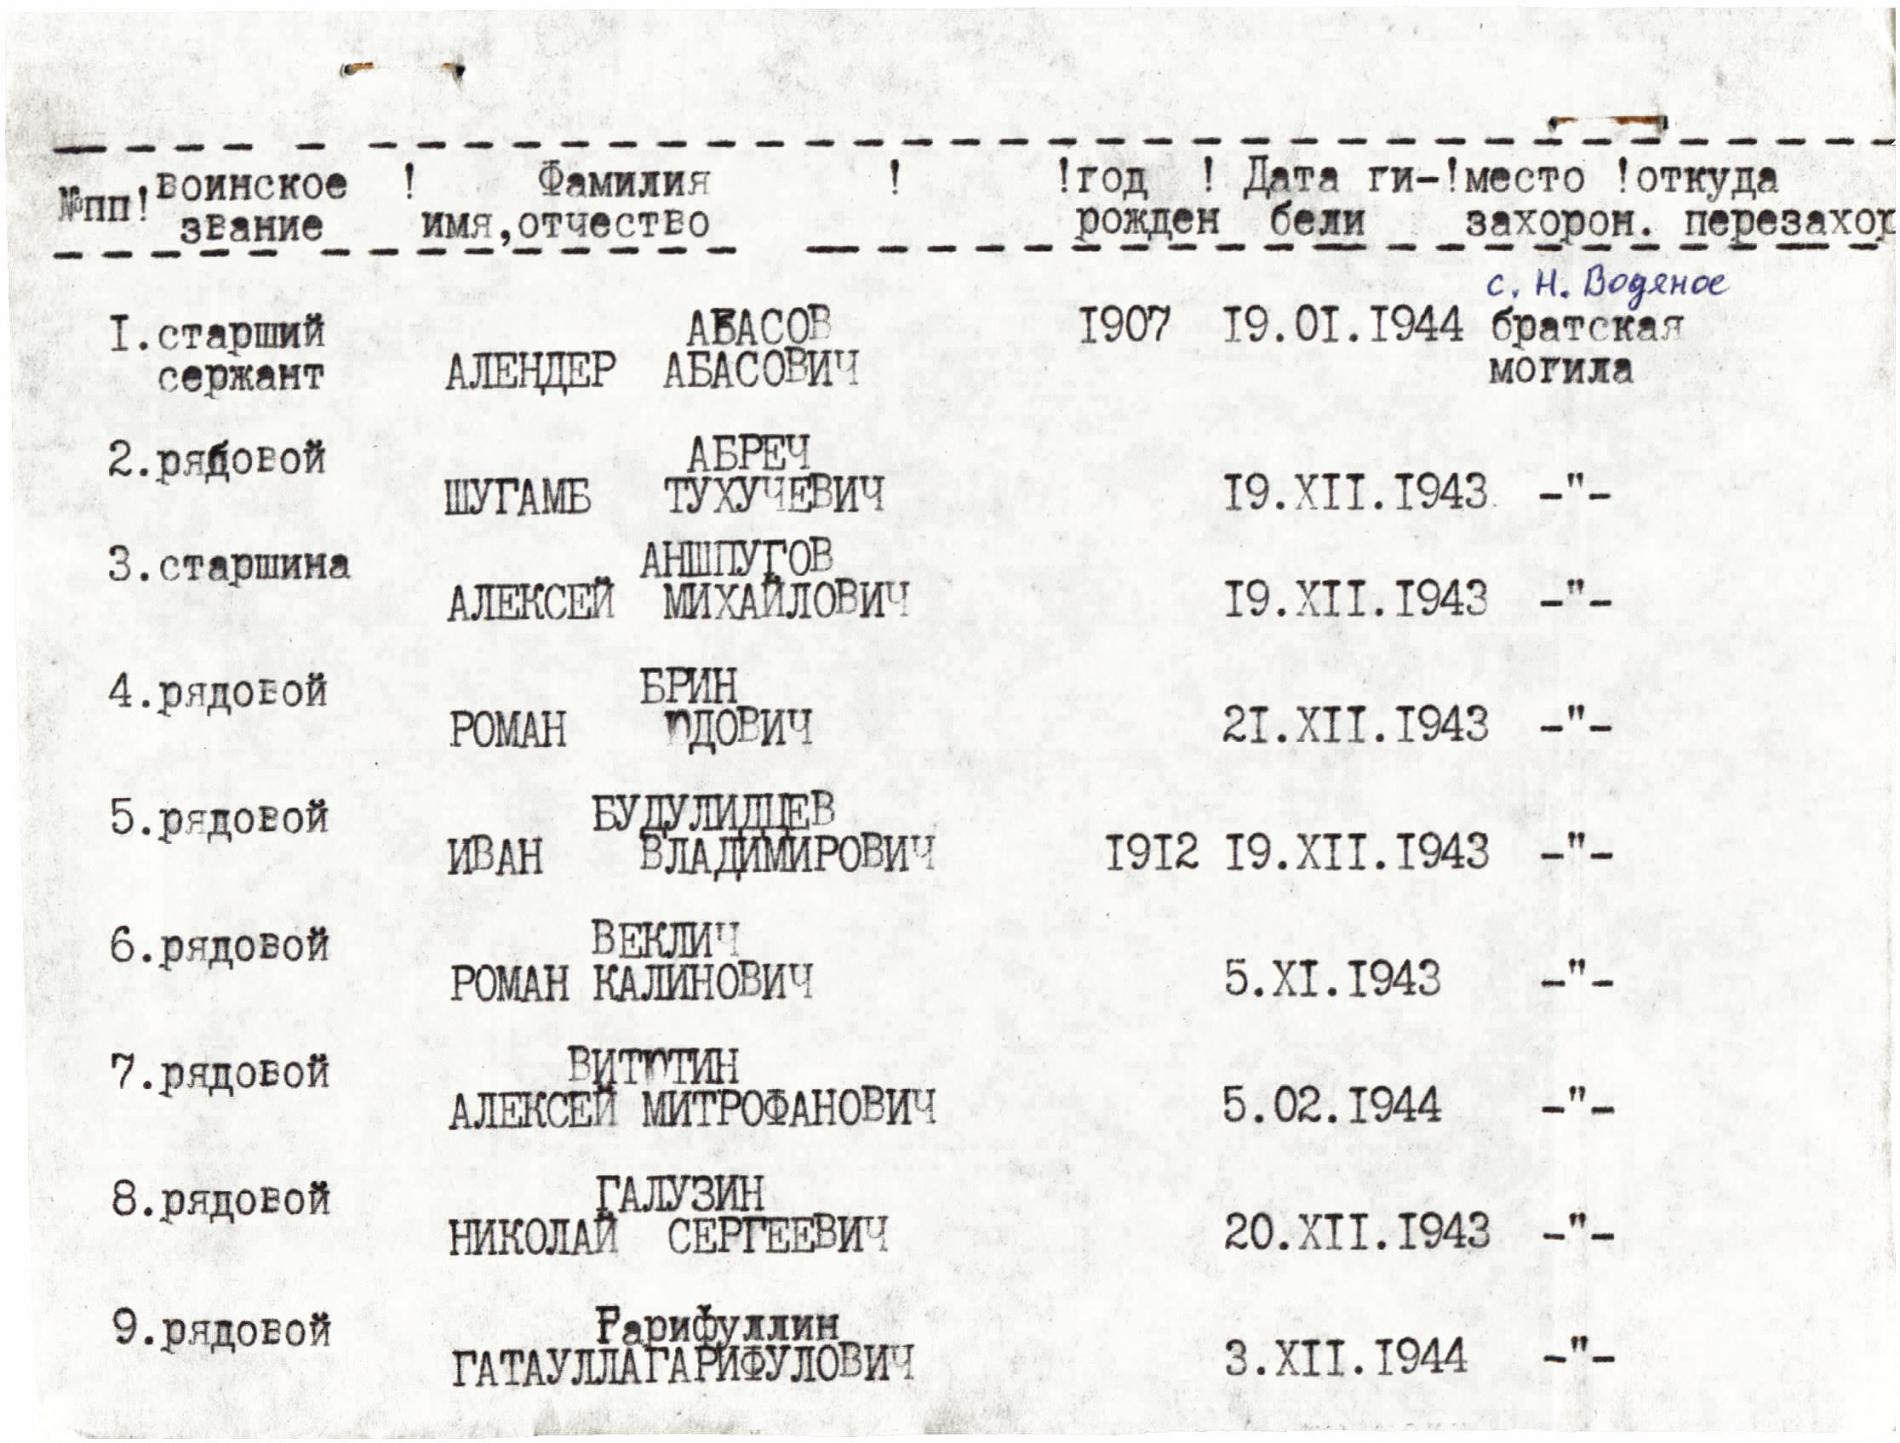 №пп! воинское ! Фамилия ! !год ! Дата ги-!место !откуда
звание имя,отчество рожден бели захорон. перезахор
с. Н. Водяное
I.старший АБАСОВ I907 I9.OI.I944 братская
сержант АЛЕНДЕР АБАСОВИЧ могила
2.рядовой АБРЕЧ
ШУГАМБ ТУХУЧЕВИЧ I9.XII.I943 -"-
3.старшина АНШПУГОВ
АЛЕКСЕЙ МИХАЙЛОВИЧ I9.XII.I943 -"-
4.рядовой БРИН
РОМАН 2I.XII.I943 -"-
5.рядовой
ИВАН ВЛАДИМИРОВИЧ I9I2 I9.XII.I943 -"-
6.рядовой ВЕКЛИЧ
РОМАН КАЛИНОВИЧ 5.XI.I943 -"-
7.рядовой
АЛЕКСЕЙ МИТРОФАНОВИЧ 5.02.I944 -"-
8.рядовой ГАЛУЗИН
НИКОЛАЙ СЕРГЕЕВИЧ 20.XII.I943 -"-
9.рядовой Гарифуллин
ГАТАУЛЛАГАРИФУЛОВИЧ 3.XII.I944 -"-